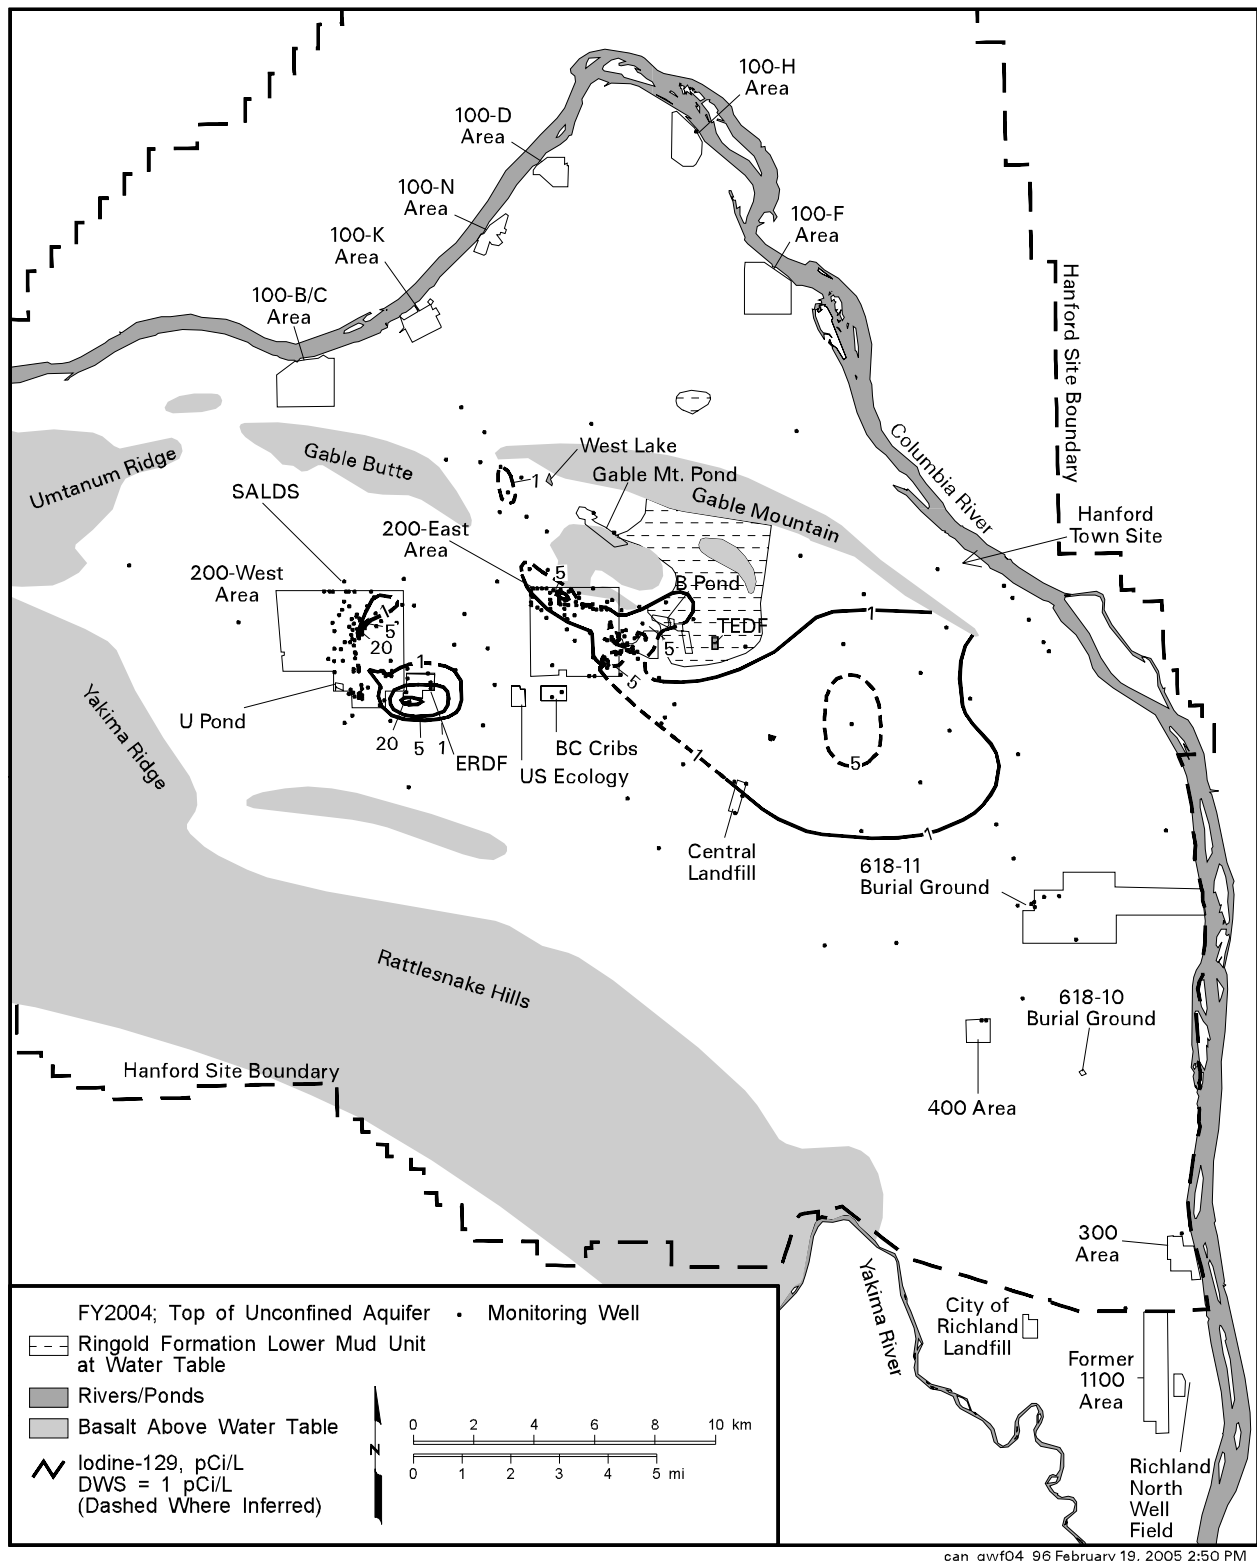 100-H
Area
100-D
Area
100-N
Area
100-F
Area
100-K
Area
100-B/C
Area
Hanford Site Boundary
Columbia River
West Lake
Gable Butte
Umtanum Ridge
Gable Mt. Pond
1
SALDS
Gable Mountain
Hanford
Town Site
200-East
Area
200-West
Area
5
B Pond
1
1
5
TEDF
20
5
1
5
Yakima Ridge
U Pond
20
5
1
ERDF
BC Cribs
US Ecology
1
5
1
Central
Landfill
618-11
Burial Ground
Rattlesnake Hills
618-10
Burial Ground
Hanford Site Boundary
400 Area
300
Area
Yakima River
City of
Richland
Landfill
Former
1100
Area
Richland
North
Well
Field
FY2004; Top of Unconfined Aquifer
Monitoring Well
Ringold Formation Lower Mud Unit
at Water Table
Rivers/Ponds
Basalt Above Water Table
Iodine-129, pCi/L
DWS = 1 pCi/L
(Dashed Where Inferred)
N
0 2 4 6 8 10 km
0 1 2 3 4 5 mi
can_gwf04_96 February 19, 2005 2:50 PM